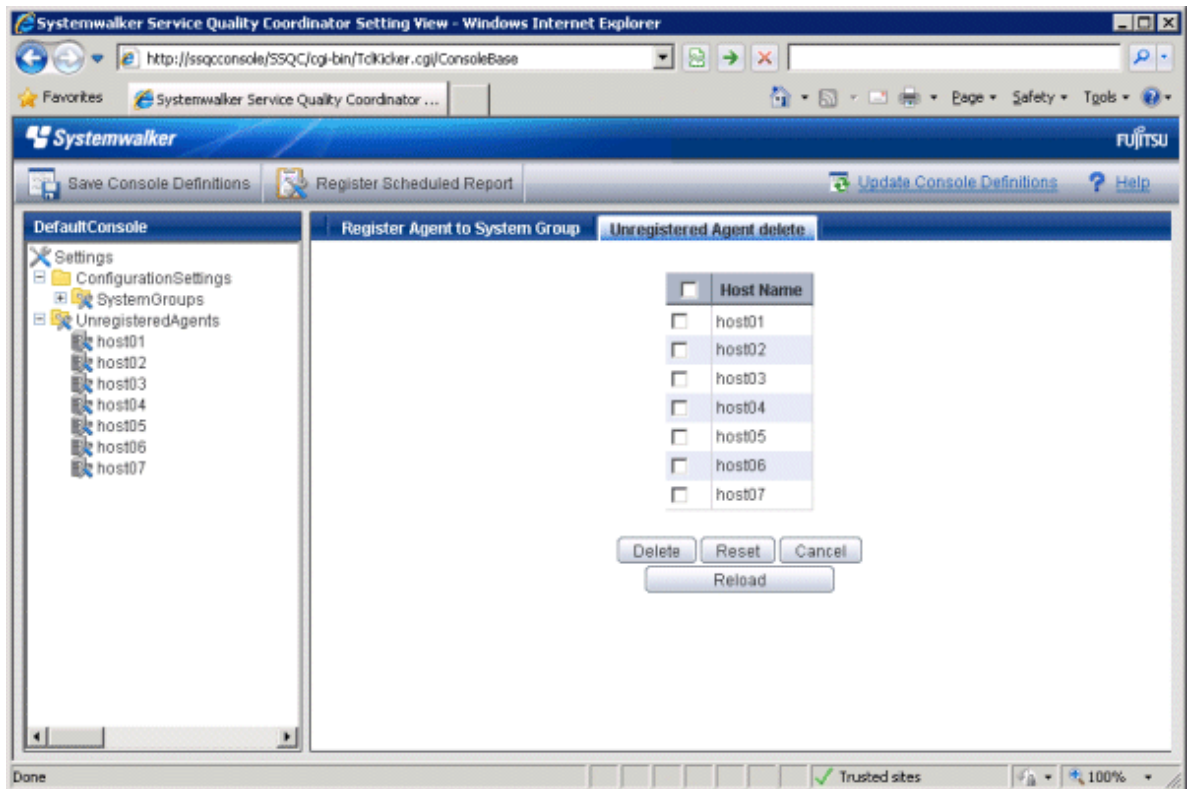 Systemwalker Service Quality Coordinator Setting View - Windows Internet Explorer
http://ssqcconsole/SSQC/cgi-bin/TclKicker.cgi/ConsoleBase
Favorites Systemwalker Service Quality Coordinator ... Page Safety Tools
Systemwalker FUJITSU
Save Console Definitions Register Scheduled Report Update Console Definitions ? Help
DefaultConsole Register Agent to System Group Unregistered Agent delete
Settings
ConfigurationSettings
SystemGroups
UnregisteredAgents
host01
host02
host03
host04
host05
host06
host07
Host Name
host01
host02
host03
host04
host05
host06
host07
Delete Reset Cancel
Reload
Done Trusted sites 100%